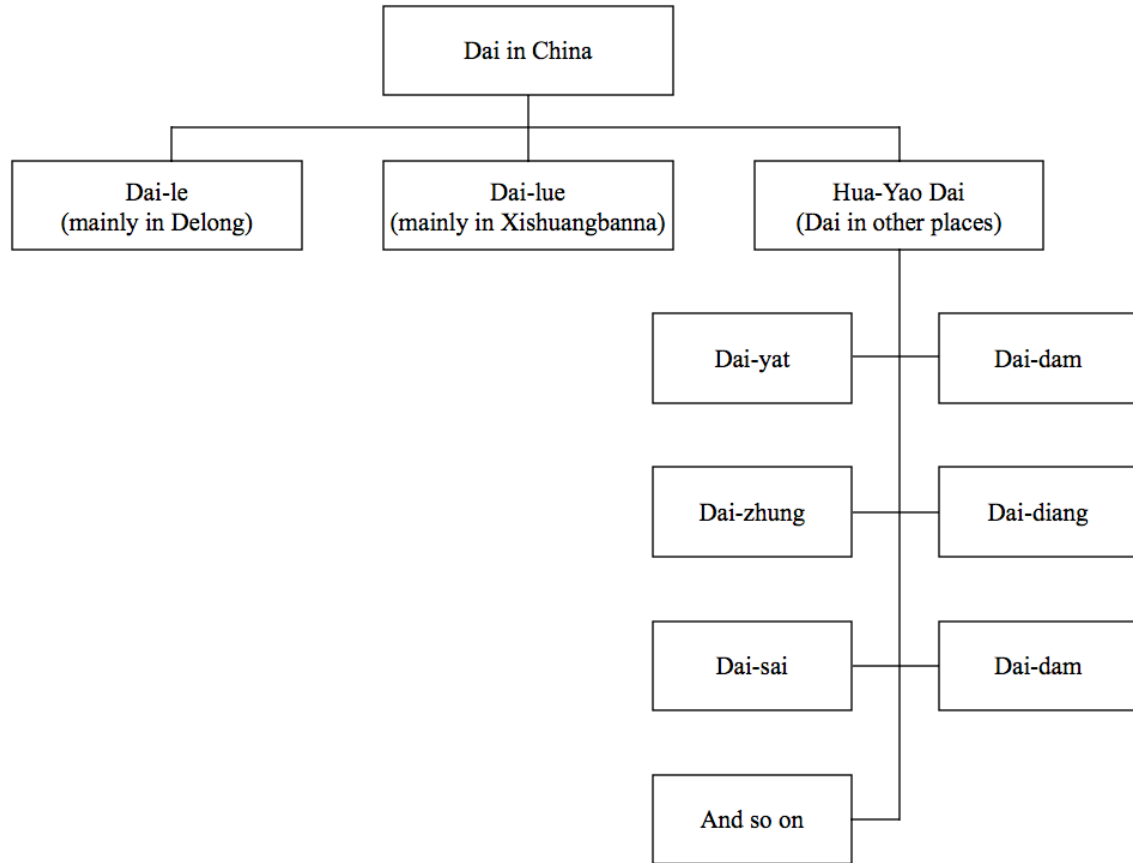 Dai in China
Dai-le
(mainly in Delong)
Dai-lue
(mainly in Xishuangbanna)
Hua-Yao Dai
(Dai in other places)
Dai-yat
Dai-dam
Dai-zhung
Dai-diang
Dai-sai
Dai-dam
And so on